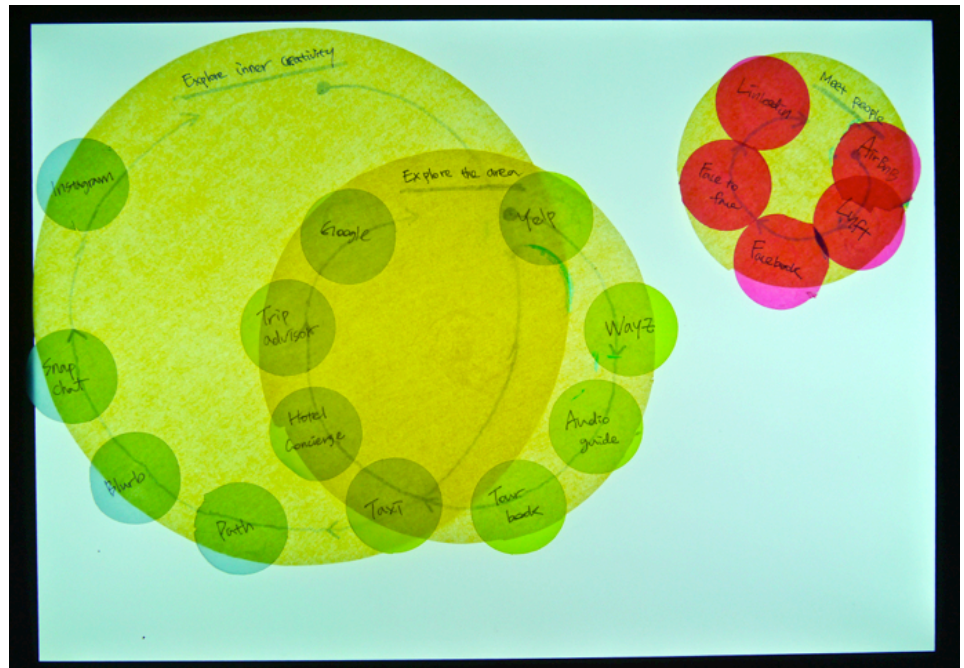 Explore inner creativity
Instagram
Snap
chat
Blurb
Path
Explore the area
Google
Trip
advisor
Hotel
Concierge
Taxi
Yelp
WayZ
Audio
guide
Tour
book
Meet people
Linkedin
AirBnB
Face to
face
Lyft
Facebook